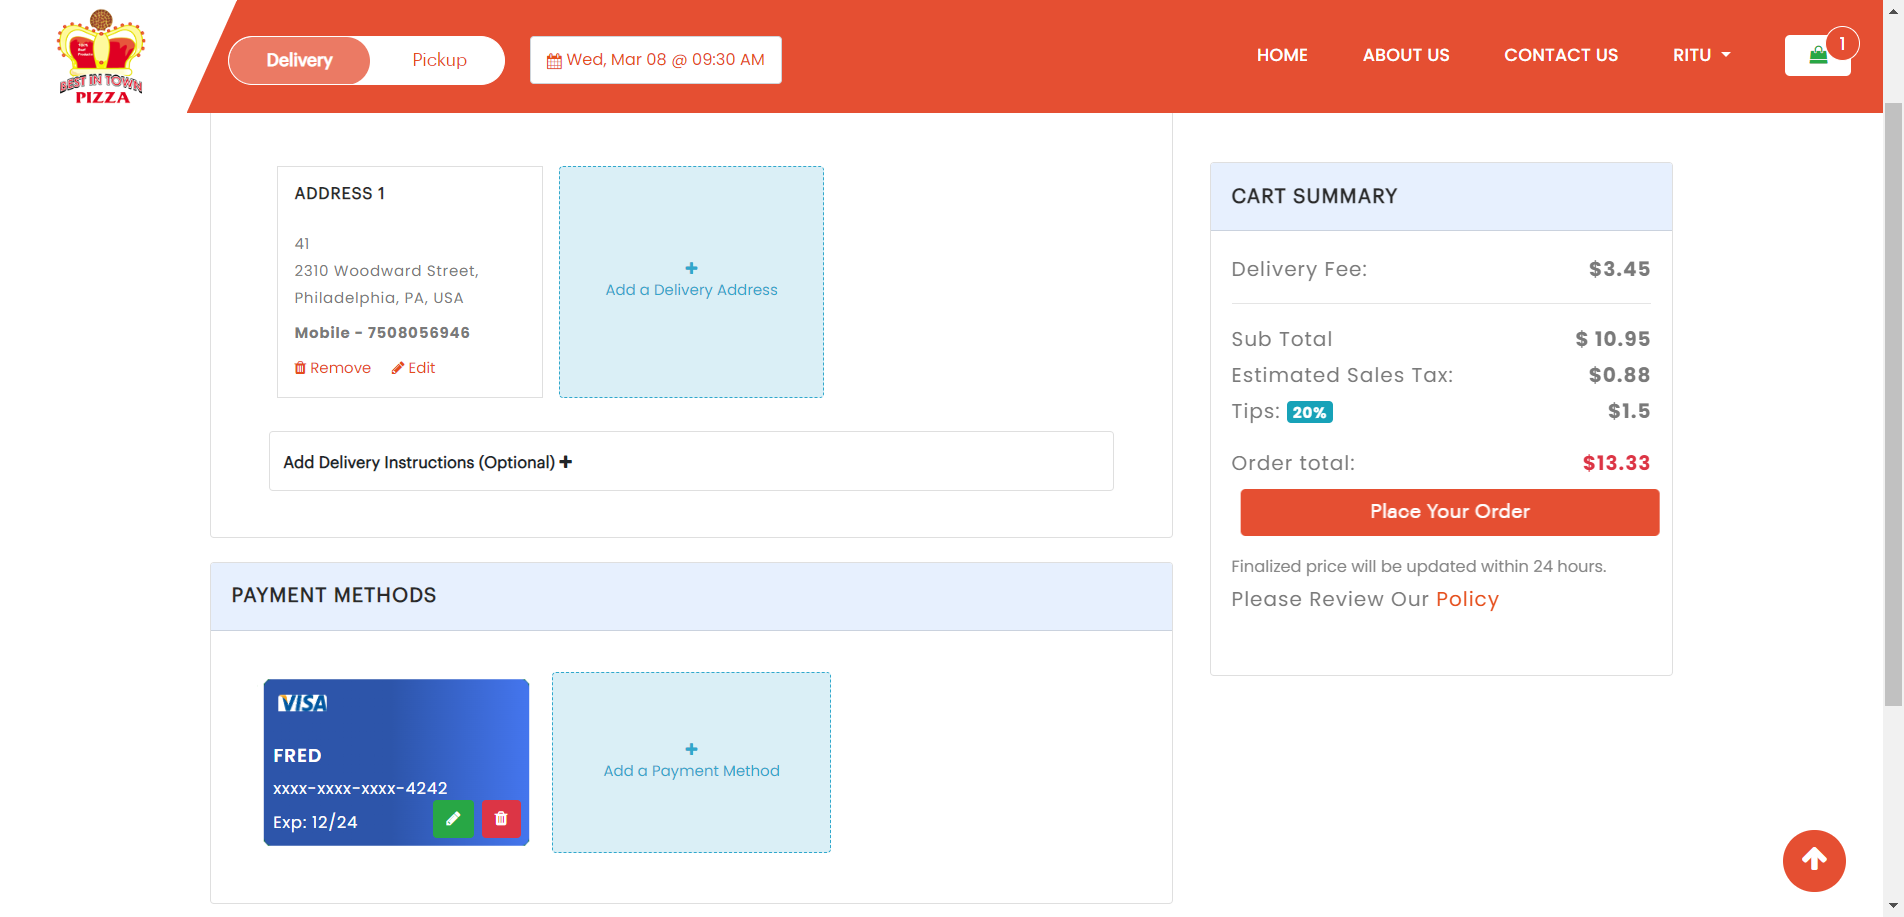 BEST IN TOWN
PIZZA
Delivery
Pickup
Wed, Mar 08 @ 09:30 AM
HOME
ABOUT US
CONTACT US
RITU
1
ADDRESS 1
41
2310 Woodward Street,
Philadelphia, PA, USA
Mobile - 7508056946
Remove
Edit
+
Add a Delivery Address
Add Delivery Instructions (Optional) +
PAYMENT METHODS
VISA
FRED
xxxx-xxxx-xxxx-4242
Exp: 12/24
+
Add a Payment Method
CART SUMMARY
Delivery Fee: $3.45
Sub Total $ 10.95
Estimated Sales Tax: $0.88
Tips: 20% $1.5
Order total: $13.33
Place Your Order
Finalized price will be updated within 24 hours.
Please Review Our Policy